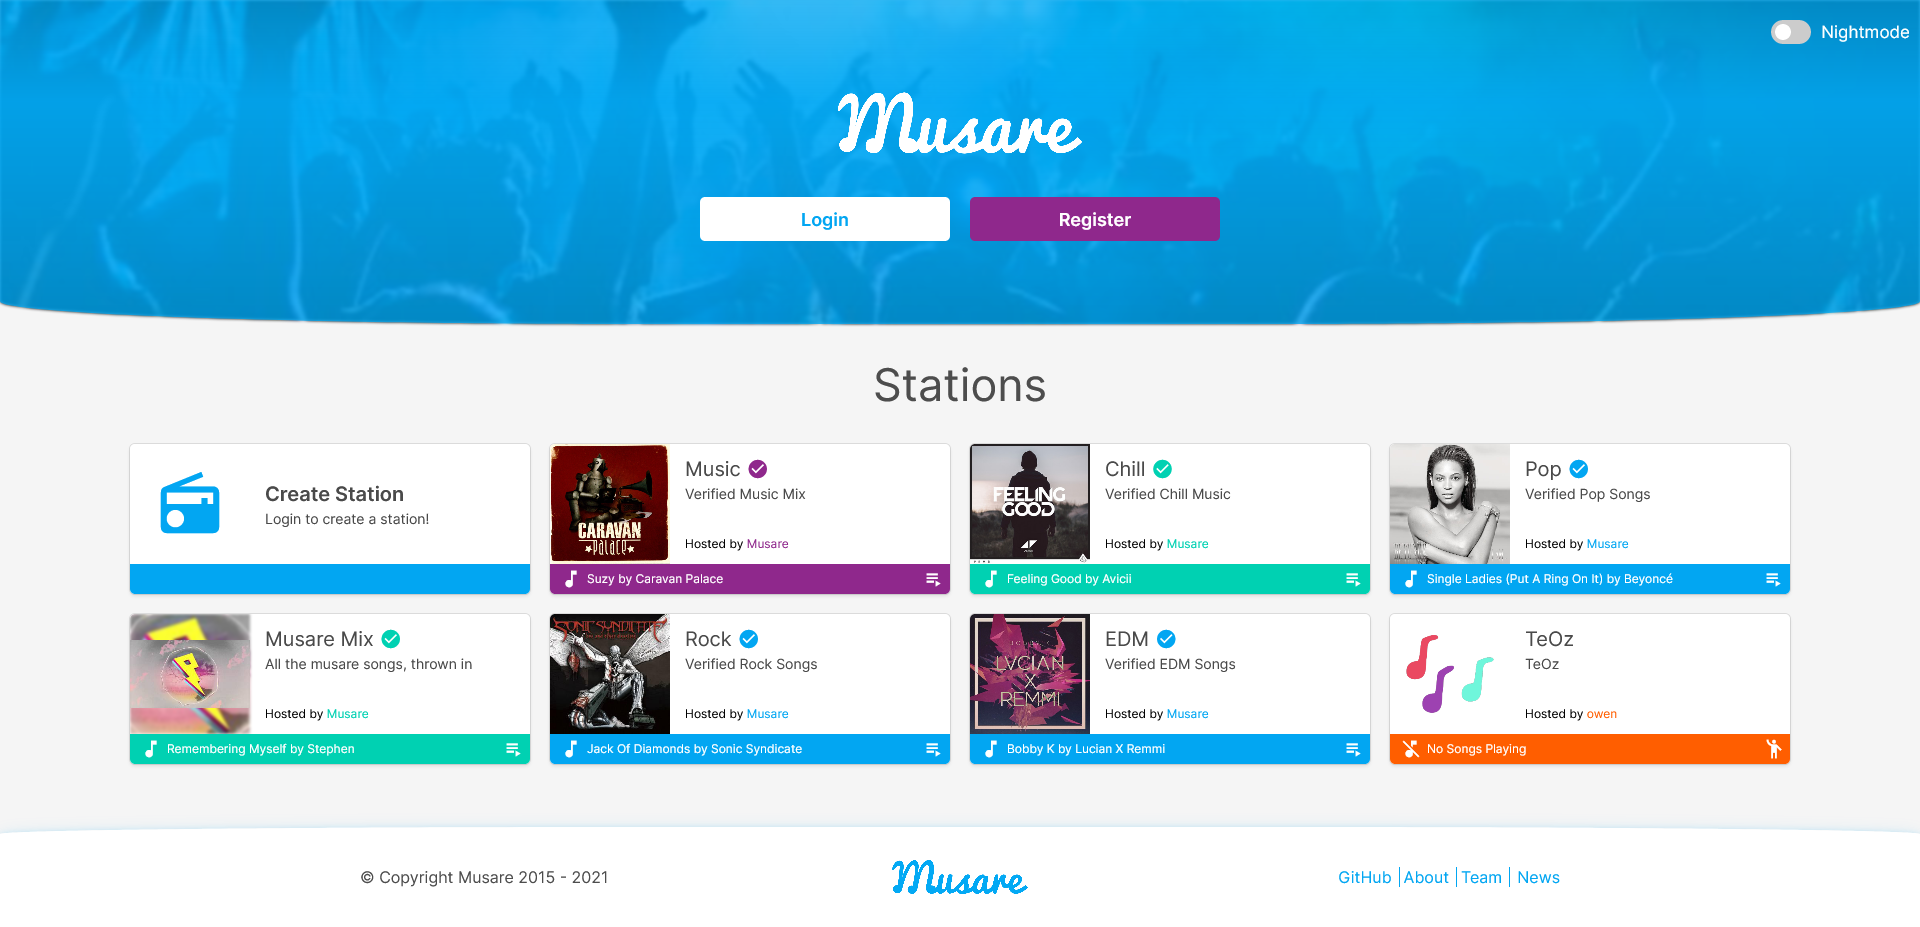 Nightmode
Musare
Login
Register
Stations
Create Station
Login to create a station!
CARAVAN
Palace
Music
Verified Music Mix
Hosted by Musare
Suzy by Caravan Palace
FEELING
GOOD
Chill
Verified Chill Music
Hosted by Musare
Feeling Good by Avicii
Pop
Verified Pop Songs
Hosted by Musare
Single Ladies (Put A Ring On It) by Beyoncé
Musare Mix
All the musare songs, thrown in
Hosted by Musare
Remembering Myself by Stephen
SONIC SYNDICATE
Rock
Verified Rock Songs
Hosted by Musare
Jack Of Diamonds by Sonic Syndicate
LVCIAN
X
REMMI
EDM
Verified EDM Songs
Hosted by Musare
Bobby K by Lucian X Remmi
TeOz
TeOz
Hosted by owen
No Songs Playing
© Copyright Musare 2015 - 2021
Musare
GitHub | About | Team | News